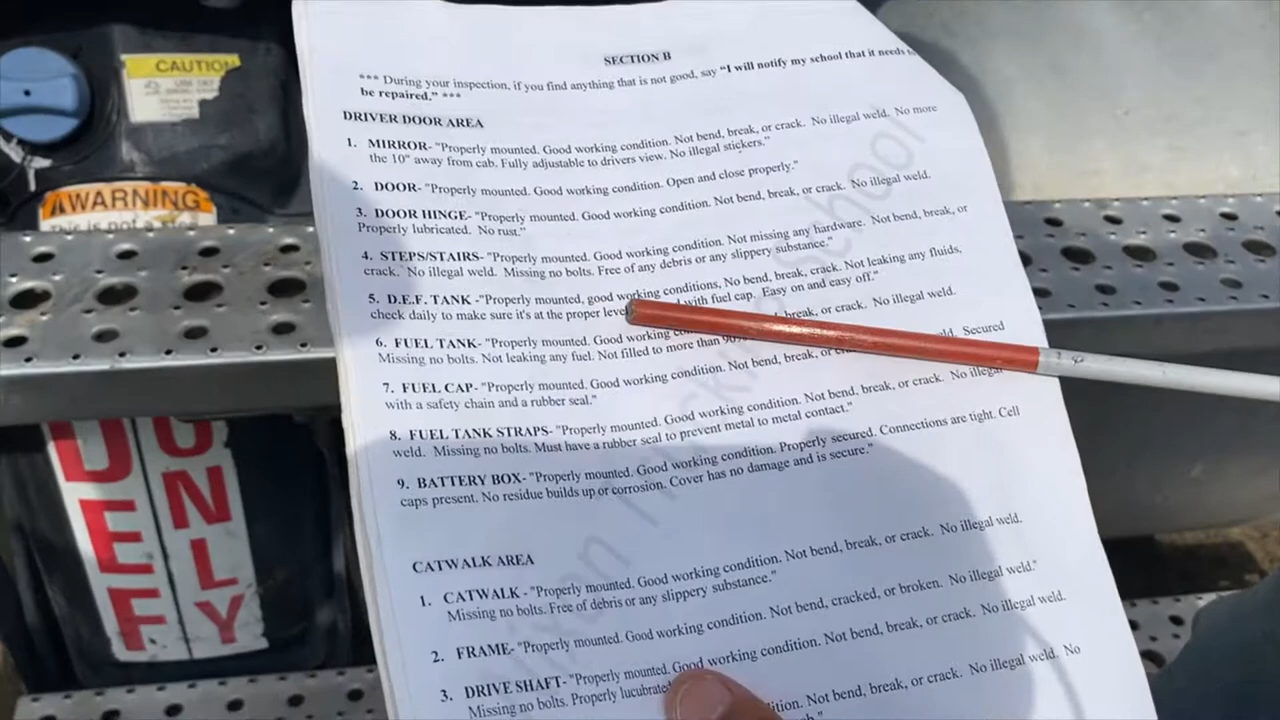 CAUTION
WARNING
This is not a step
DEF
ONLY
SECTION B
*** During your inspection, if you find anything that is not good, say “I will notify my school that it needs
be repaired.” ***
DRIVER DOOR AREA
1. MIRROR- "Properly mounted. Good working condition. Not bend, break, or crack. No illegal weld. No more
the 10" away from cab. Fully adjustable to drivers view. No illegal stickers."
2. DOOR- "Properly mounted. Good working condition. Open and close properly."
3. DOOR HINGE- "Properly mounted. Good working condition. Not bend, break, or crack. No illegal weld.
Properly lubricated. No rust."
4. STEPS/STAIRS- "Properly mounted. Good working condition. Not missing any hardware. Not bend, break, or
crack. No illegal weld. Missing no bolts. Free of any debris or any slippery substance."
5. D.E.F. TANK -"Properly mounted, good working conditions, No bend, break, crack. Not leaking any fluids,
check daily to make sure it's at the proper level with fuel cap. Easy on and easy off."
6. FUEL TANK- "Properly mounted. Good working break, or crack. No illegal weld.
Missing no bolts. Not leaking any fuel. Not filled to more than
7. FUEL CAP- "Properly mounted. Good working condition. Not bend, break, or Secured
with a safety chain and a rubber seal."
8. FUEL TANK STRAPS- "Properly mounted. Good working condition. Not bend, break, or crack. No illegal
weld. Missing no bolts. Must have a rubber seal to prevent metal to metal contact."
9. BATTERY BOX- "Properly mounted. Good working condition. Properly secured. Connections are tight. Cell
caps present. No residue builds up or corrosion. Cover has no damage and is secure."
CATWALK AREA
1. CATWALK - "Properly mounted. Good working condition. Not bend, break, or crack. No illegal weld.
Missing no bolts. Free of debris or any slippery substance."
2. FRAME- "Properly mounted. Good working condition. Not bend, cracked, or broken. No illegal weld."
3. DRIVE SHAFT- "Properly mounted. Good working condition. Not bend, break, or crack. No illegal weld.
Missing no bolts. Properly lucubrated
Not bend, break, or crack. No illegal weld. No
School